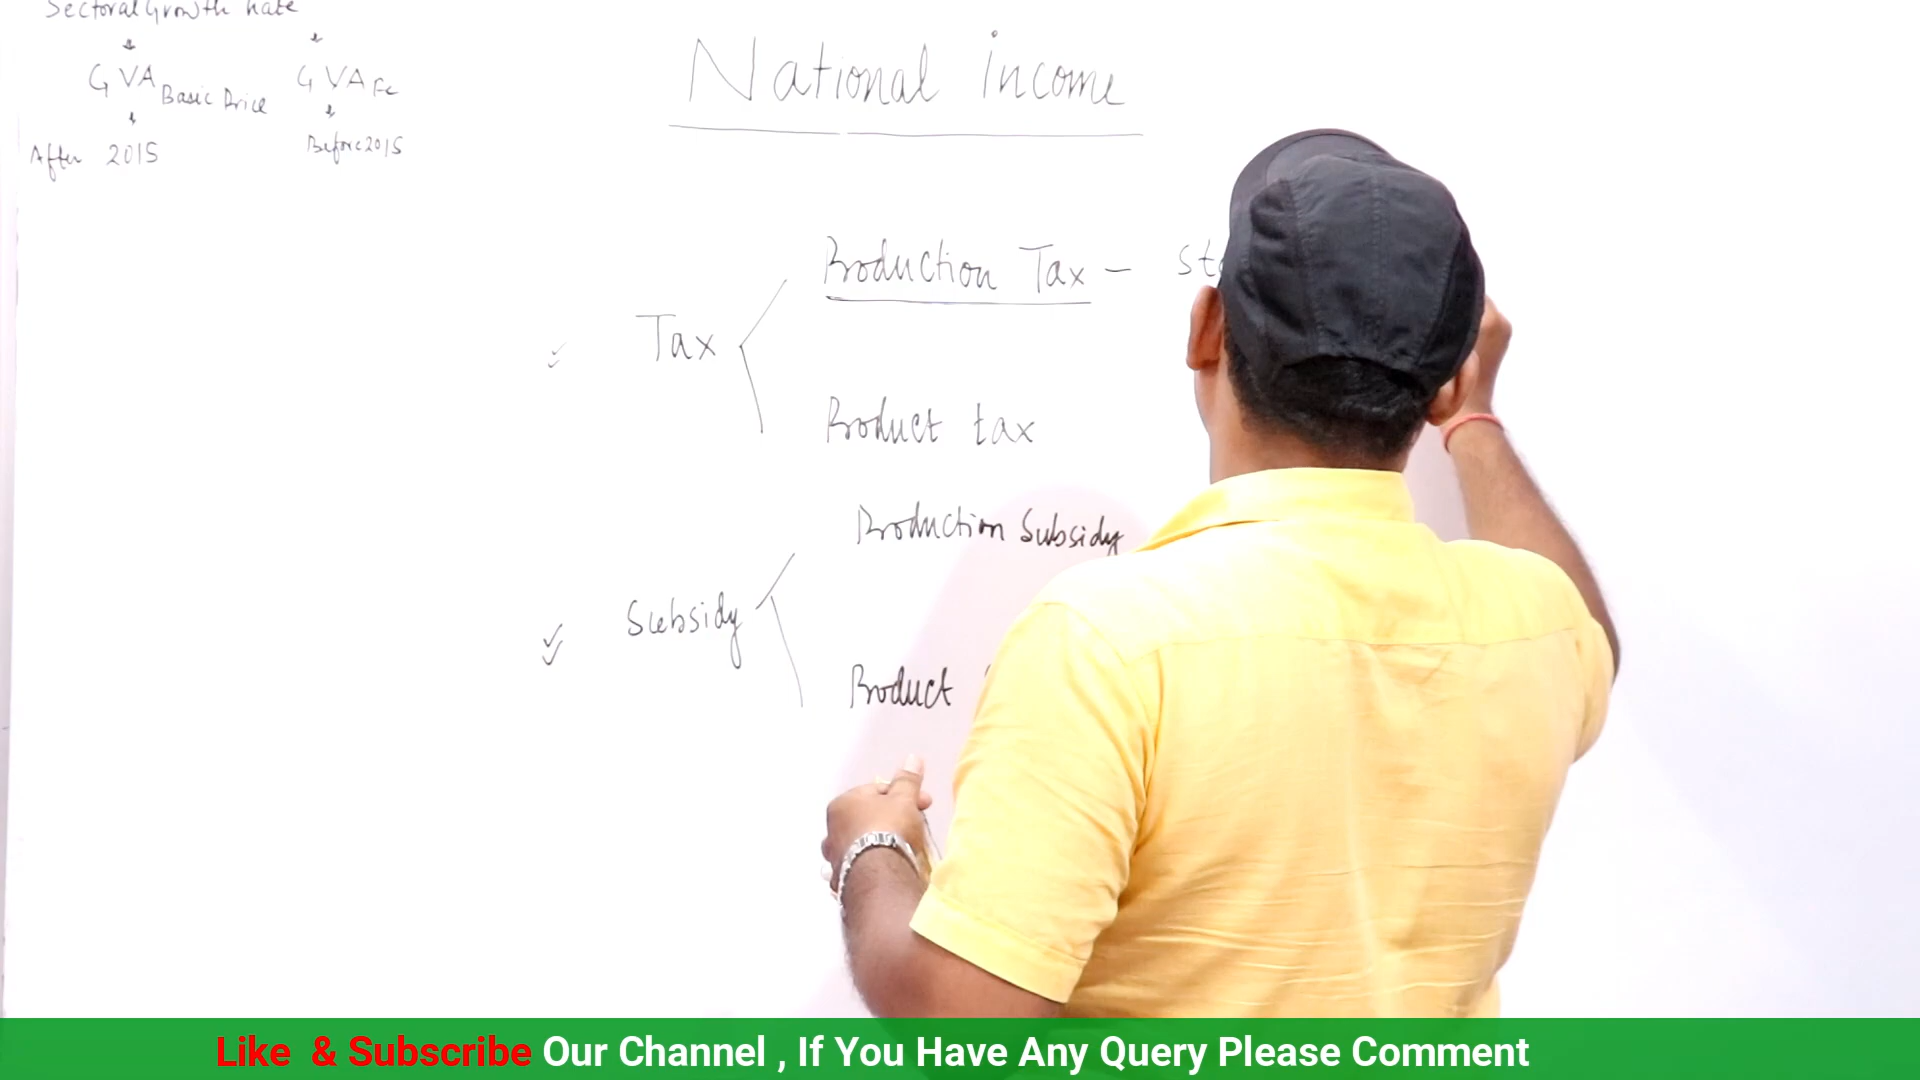 Sectoral Growth Rate
GVA Basic Price
GVA Fc
After 2015
Before 2015
National Income
Production Tax -
Tax
Product tax
Production Subsidy
Subsidy
Product
Like & Subscribe Our Channel , If You Have Any Query Please Comment